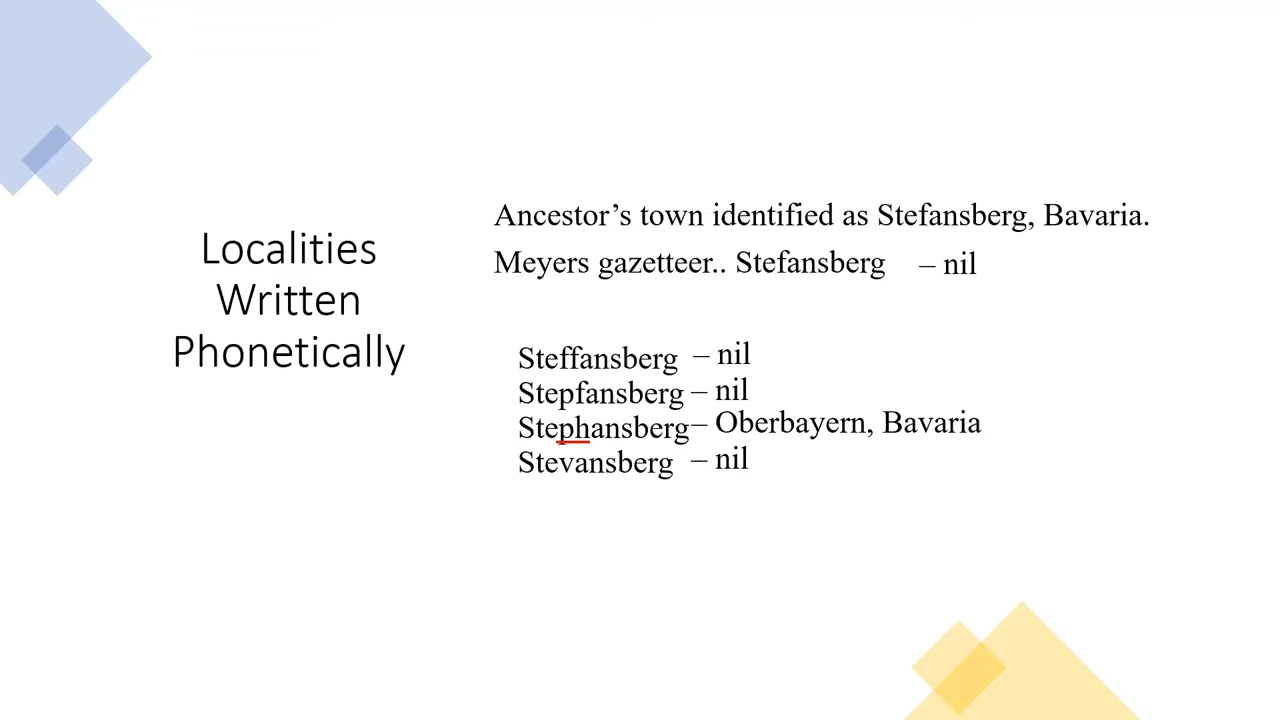 Localities
Written
Phonetically
Ancestor’s town identified as Stefansberg, Bavaria.
Meyers gazetteer.. Stefansberg – nil
Steffansberg – nil
Stepfansberg – nil
Stephansberg – Oberbayern, Bavaria
Stevansberg – nil